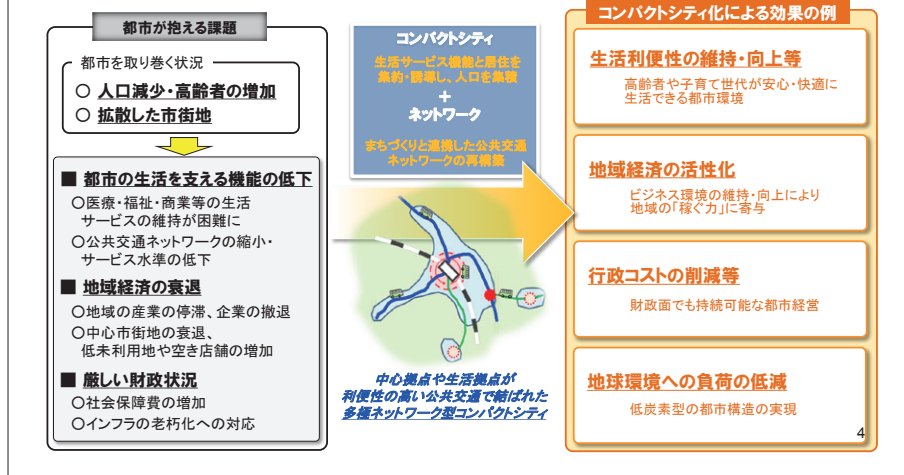 都市が抱える課題
都市を取り巻く状況
○ 人口減少・高齢者の増加
○ 拡散した市街地
■ 都市の生活を支える機能の低下
○医療・福祉・商業等の生活
サービスの維持が困難に
○公共交通ネットワークの縮小・
サービス水準の低下
■ 地域経済の衰退
○地域の産業の停滞、企業の撤退
○中心市街地の衰退、
低未利用地や空き店舗の増加
■ 厳しい財政状況
○社会保障費の増加
○インフラの老朽化への対応
コンパクトシティ
生活サービス機能と居住を
集約・誘導し、人口を集積
＋
ネットワーク
まちづくりと連携した公共交通
ネットワークの再構築
中心拠点や生活拠点が
利便性の高い公共交通で結ばれた
多極ネットワーク型コンパクトシティ
コンパクトシティ化による効果の例
生活利便性の維持・向上等
高齢者や子育て世代が安心・快適に
生活できる都市環境
地域経済の活性化
ビジネス環境の維持・向上により
地域の「稼ぐ力」に寄与
行政コストの削減等
財政面でも持続可能な都市経営
地球環境への負荷の低減
低炭素型の都市構造の実現
4